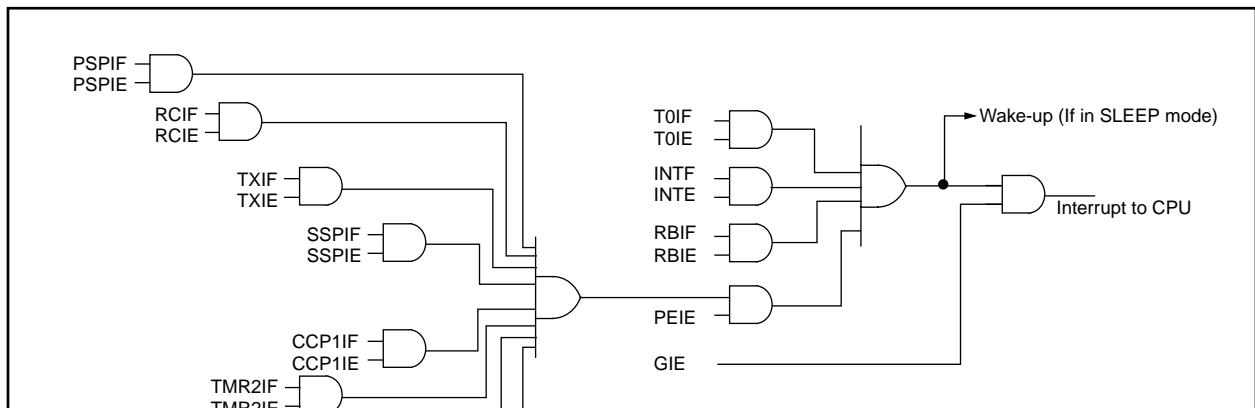 PSPIF
PSPIE
RCIF
RCIE
TXIF
TXIE
SSPIF
SSPIE
CCP1IF
CCP1IE
TMR2IF
TMR2IE
T0IF
T0IE
INTF
INTE
RBIF
RBIE
PEIE
GIE
Wake-up (If in SLEEP mode)
Interrupt to CPU